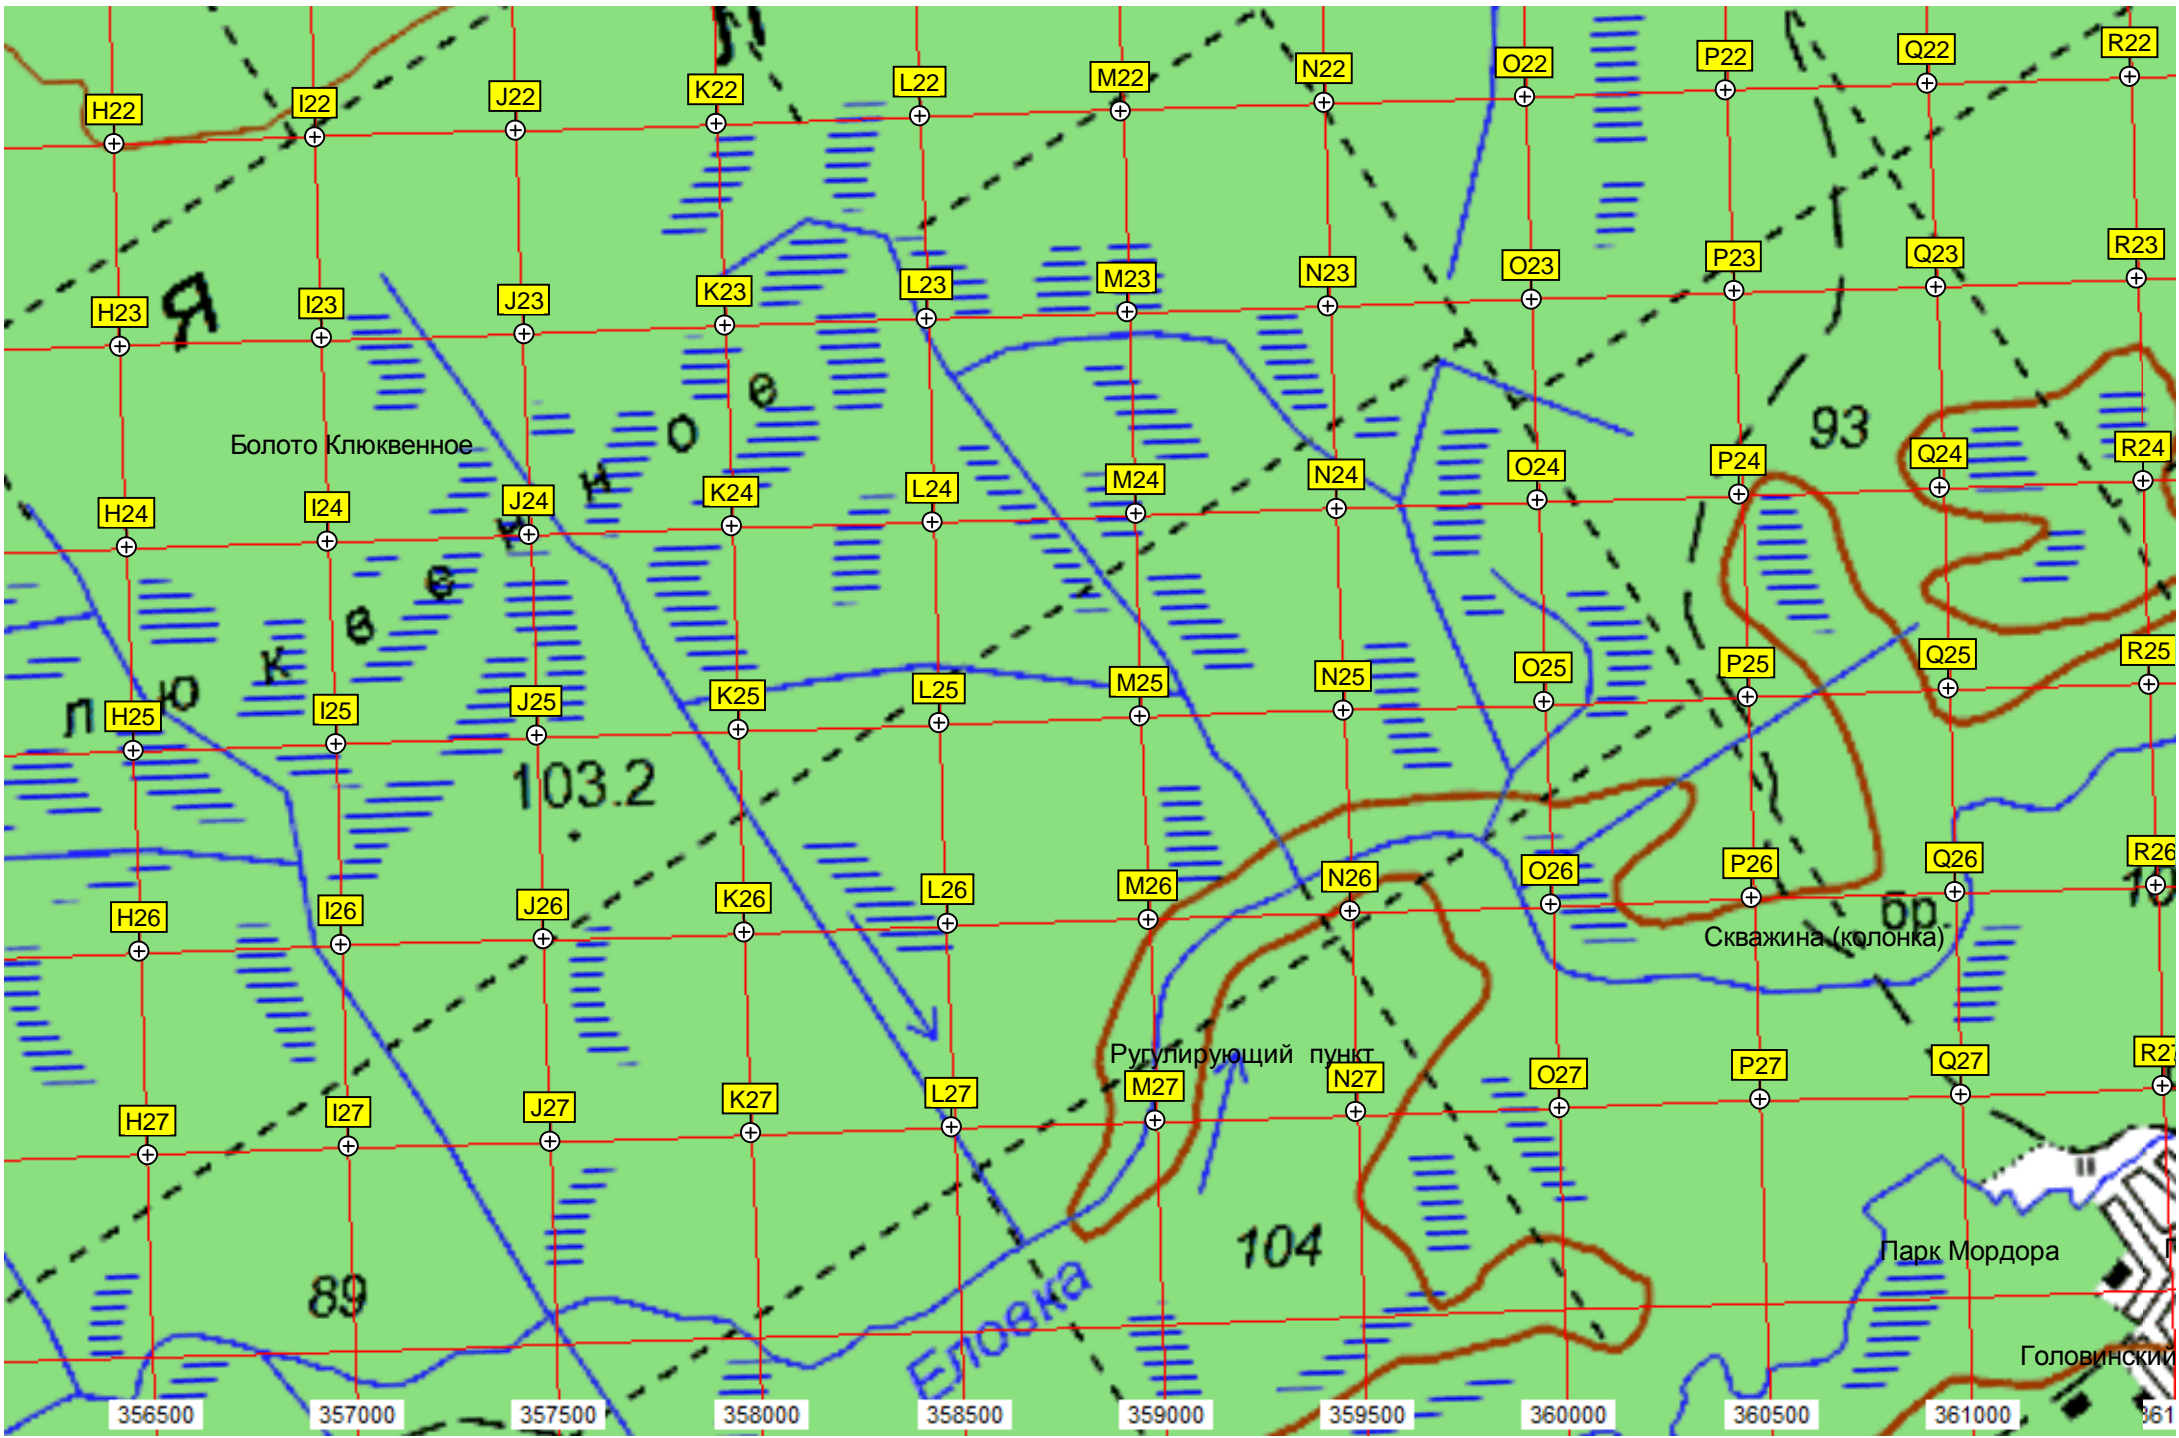 H22 I22 J22 K22 L22 M22 N22 O22 P22 Q22 R22
H23 I23 J23 K23 L23 M23 N23 O23 P23 Q23 R23
Я
е
о
93
Болото Клюквенное
H24 I24 J24 K24 L24 M24 N24 O24 P24 Q24 R24
л ю к в е н н о е
H25 I25 J25 K25 L25 M25 N25 O25 P25 Q25 R25
103.2
H26 I26 J26 K26 L26 M26 N26 O26 P26 Q26 R26
бр.
Скважина (колонка)
Ругулирующий пункт
H27 I27 J27 K27 L27 M27 N27 O27 P27 Q27 R27
104
Парк Мордора
89
Еловка
Головинский
356500 357000 357500 358000 358500 359000 359500 360000 360500 361000